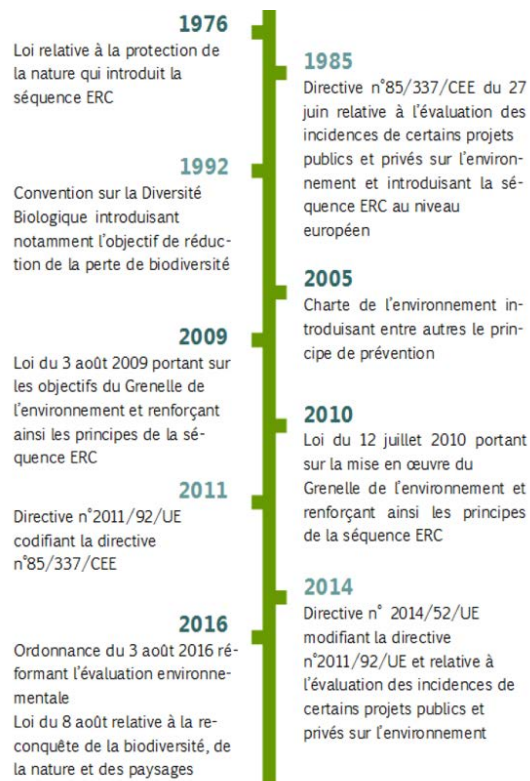 1976
Loi relative à la protection de
la nature qui introduit la
séquence ERC
1985
Directive n°85/337/CEE du 27
juin relative à l'évaluation des
incidences de certains projets
publics et privés sur l'environ-
nement et introduisant la sé-
quence ERC au niveau
européen
1992
Convention sur la Diversité
Biologique introduisant
notamment l'objectif de réduc-
tion de la perte de biodiversité
2005
Charte de l'environnement in-
troduisant entre autres le prin-
cipe de prévention
2009
Loi du 3 août 2009 portant sur
les objectifs du Grenelle de
l'environnement et renforçant
ainsi les principes de la sé-
quence ERC
2010
Loi du 12 juillet 2010 portant
sur la mise en œuvre du
Grenelle de l'environnement et
renforçant ainsi les principes
de la séquence ERC
2011
Directive n°2011/92/UE
codifiant la directive
n°85/337/CEE
2014
Directive n° 2014/52/UE
modifiant la directive
n°2011/92/UE et relative à
l'évaluation des incidences de
certains projets publics et
privés sur l'environnement
2016
Ordonnance du 3 août 2016 ré-
formant l'évaluation environne-
mentale
Loi du 8 août relative à la re-
conquête de la biodiversité, de
la nature et des paysages